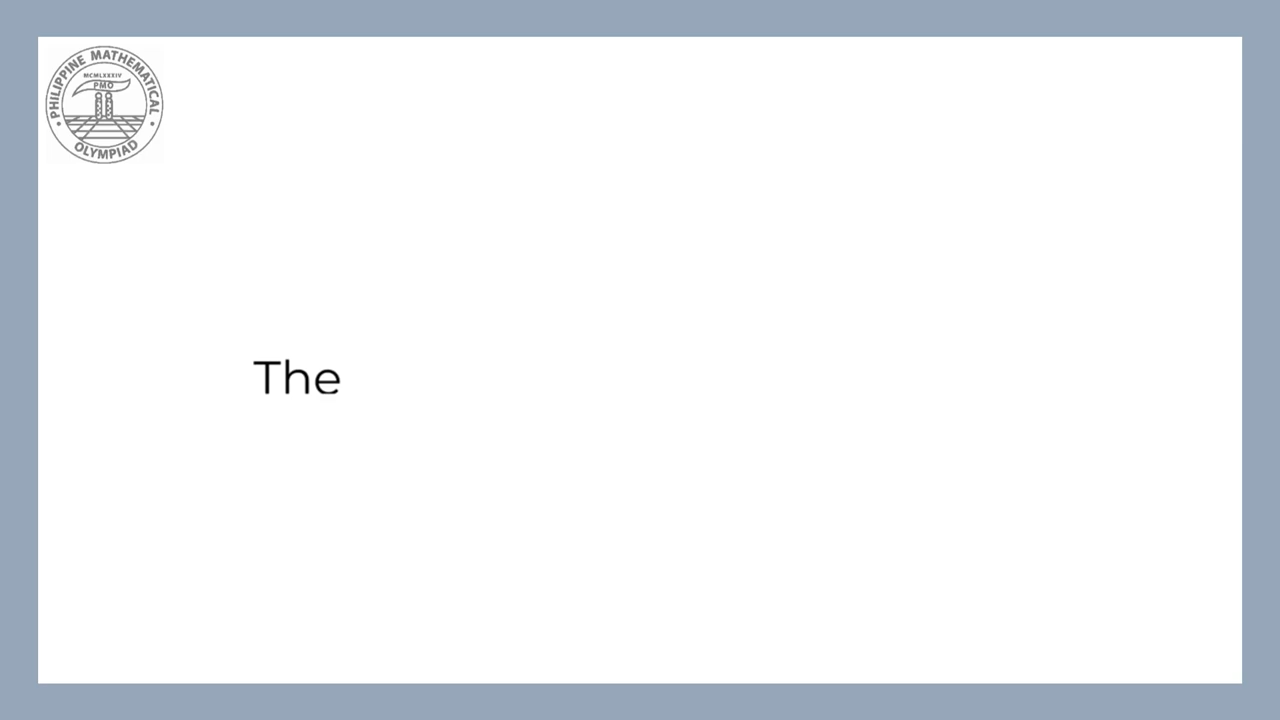 PHILIPPINE MATHEMATICAL
MCMLXXXIV
PMO
OLYMPIAD
The